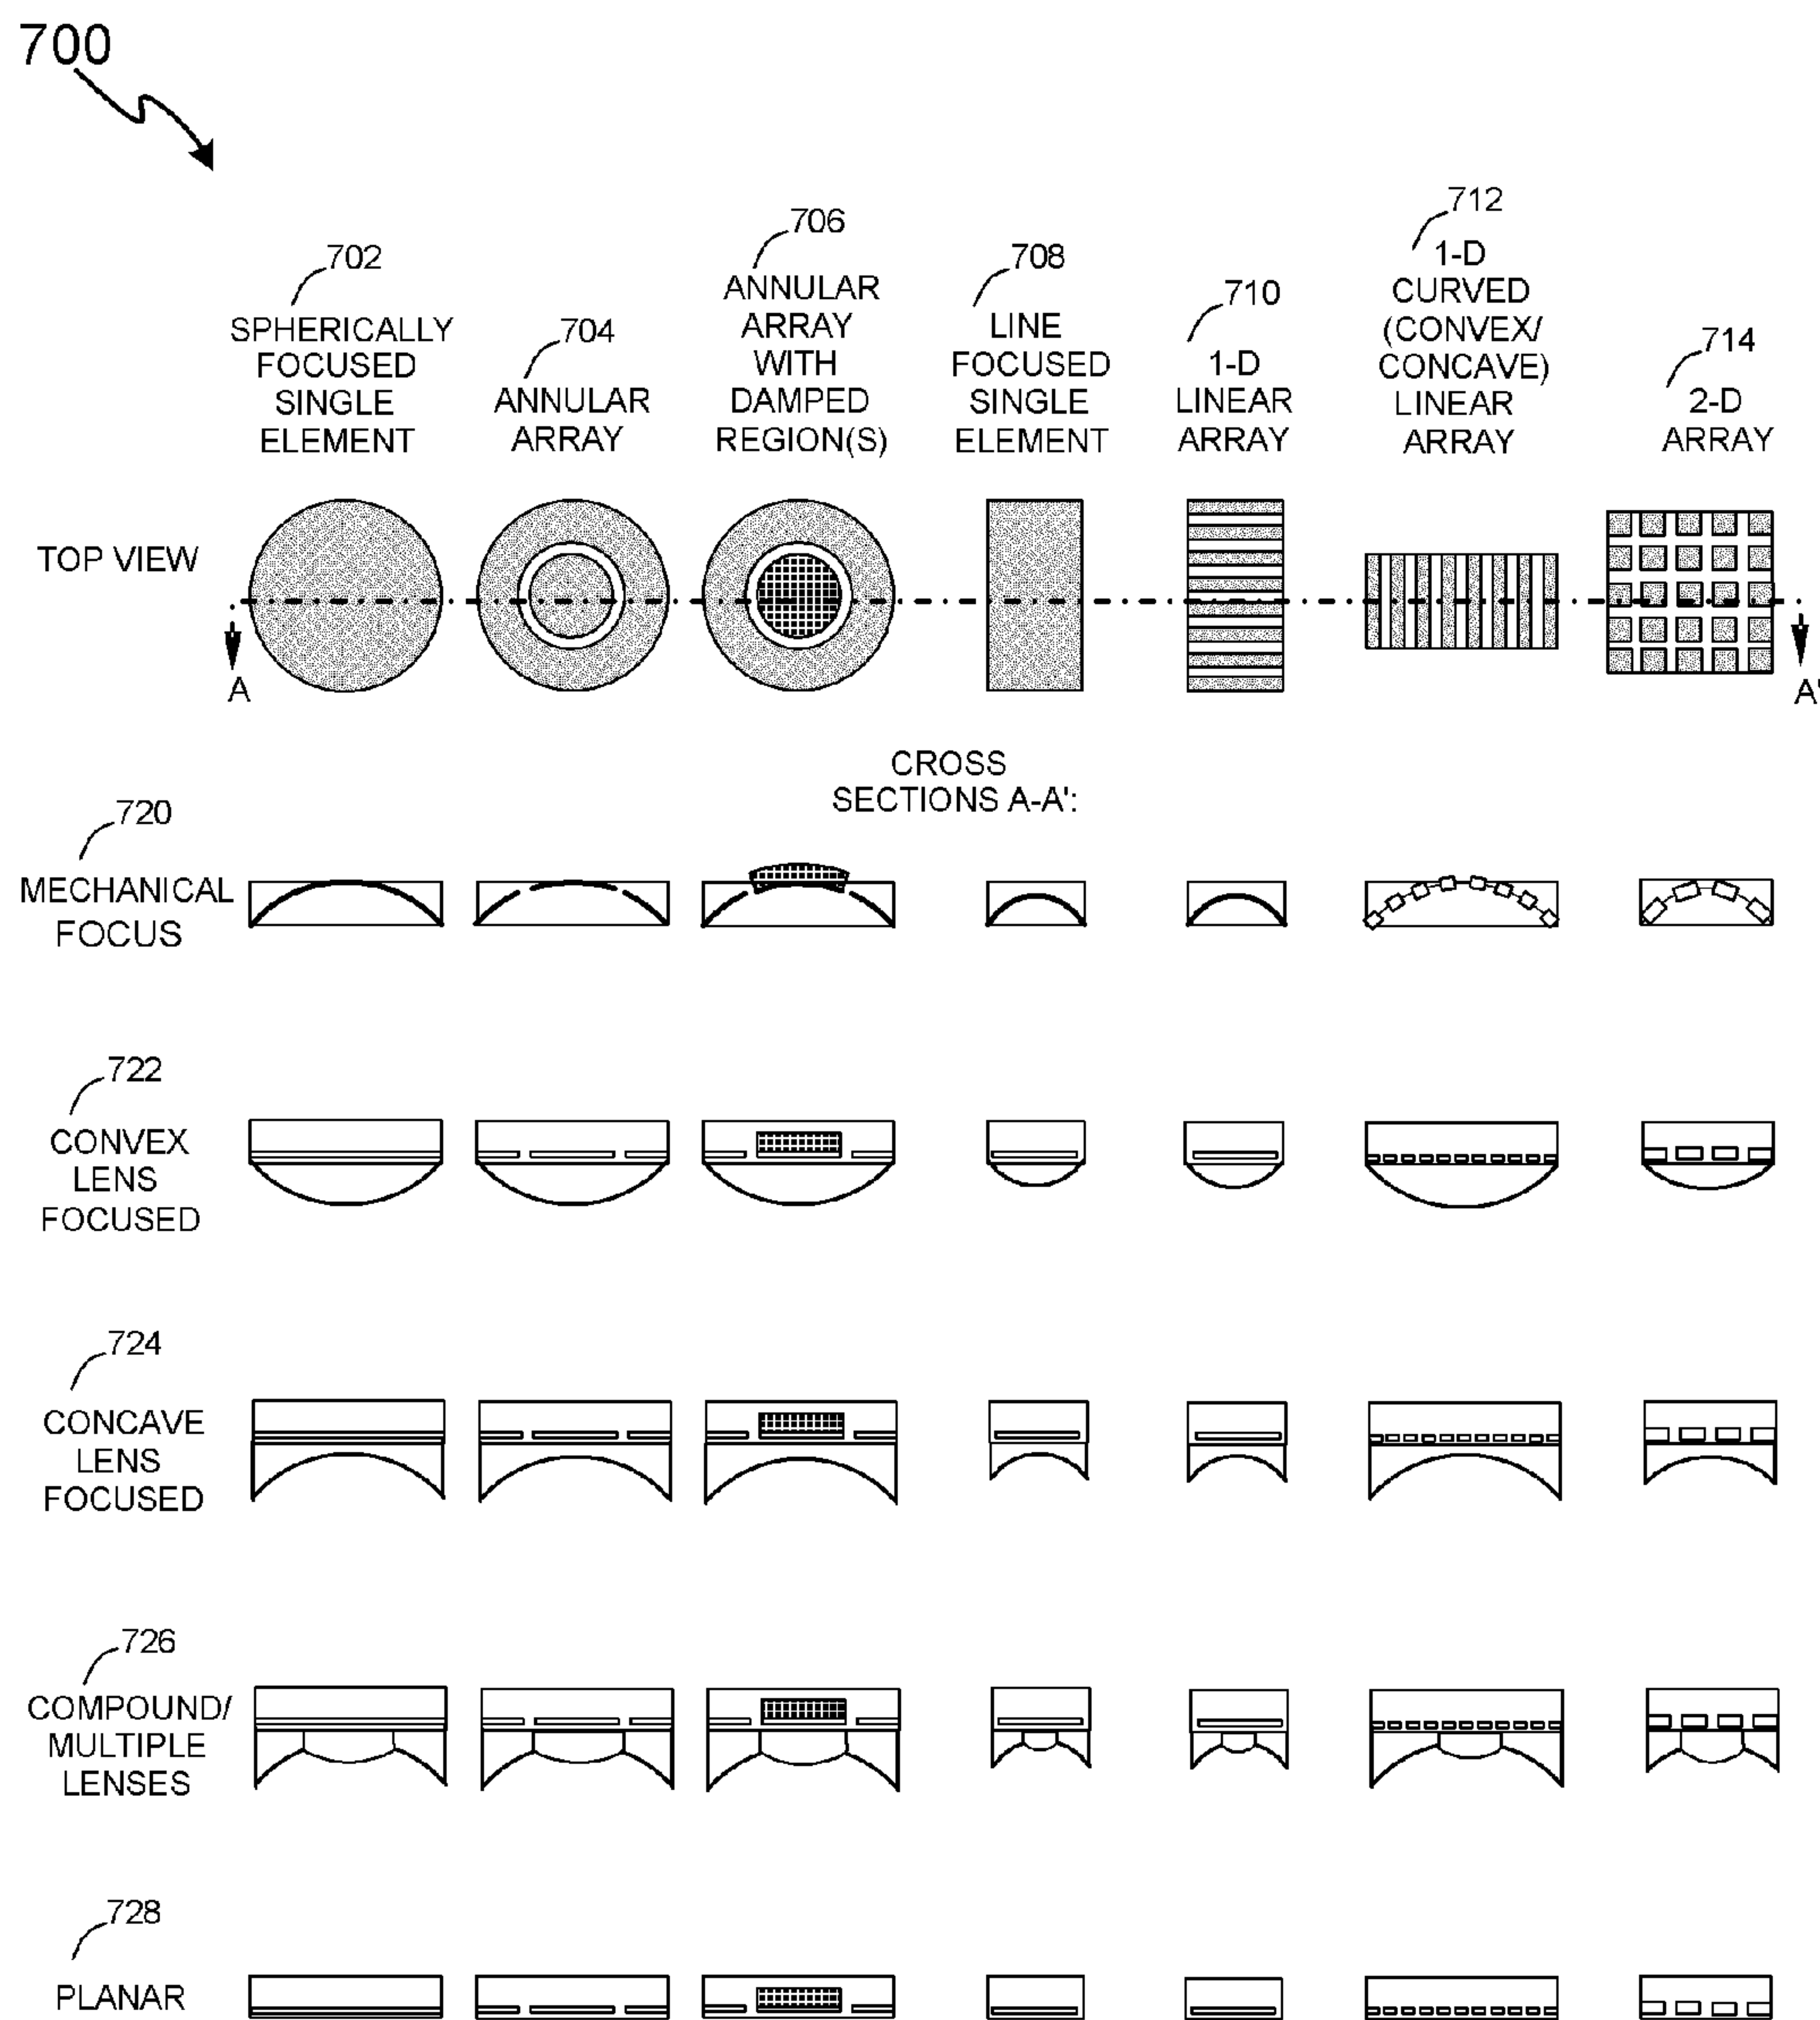 700
702
SPHERICALLY
FOCUSED
SINGLE
ELEMENT
704
ANNULAR
ARRAY
706
ANNULAR
ARRAY
WITH
DAMPED
REGION(S)
708
LINE
FOCUSED
SINGLE
ELEMENT
710
1-D
LINEAR
ARRAY
712
1-D
CURVED
(CONVEX/
CONCAVE)
LINEAR
ARRAY
714
2-D
ARRAY
TOP VIEW
A
A'
CROSS
SECTIONS A-A':
720
MECHANICAL
FOCUS
722
CONVEX
LENS
FOCUSED
724
CONCAVE
LENS
FOCUSED
726
COMPOUND/
MULTIPLE
LENSES
728
PLANAR